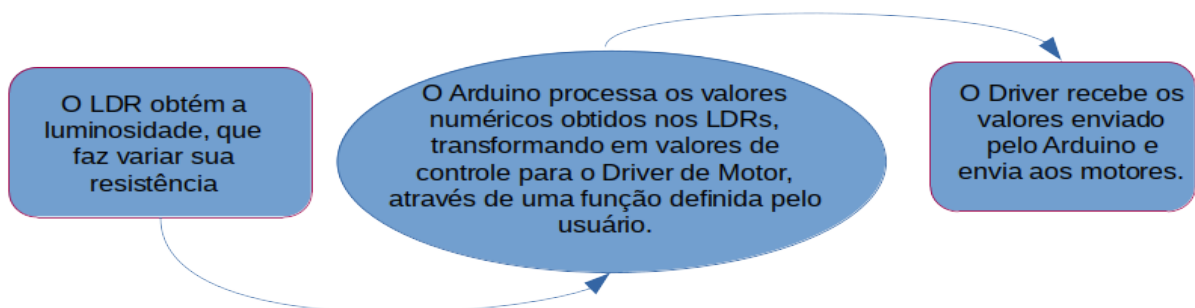 O LDR obtém a
luminosidade, que
faz variar sua
resistência
O Arduino processa os valores
numéricos obtidos nos LDRs,
transformando em valores de
controle para o Driver de Motor,
através de uma função definida pelo
usuário.
O Driver recebe os
valores enviado
pelo Arduino e
envia aos motores.